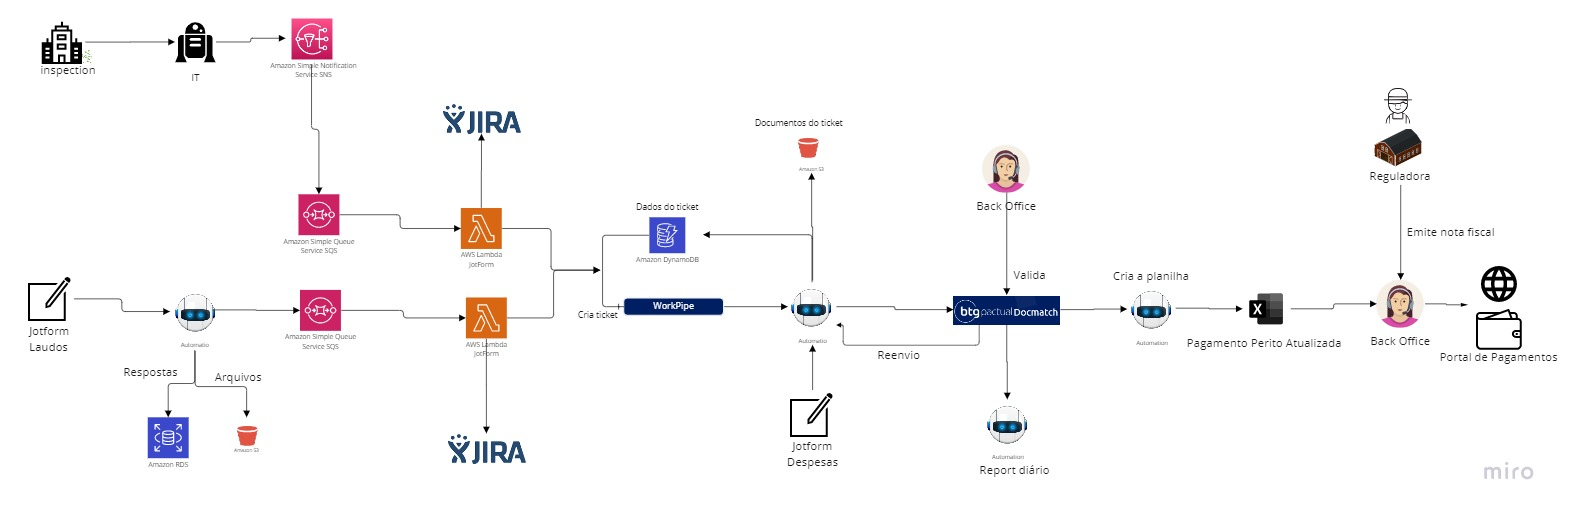 inspection
IT
Amazon Simple Notification
Service SNS
JIRA
Documentos do ticket
Amazon S3
Reguladora
Back Office
Dados do ticket
Amazon DynamoDB
Amazon Simple Queue
Service SQS
AWS Lambda
JotForm
Emite nota fiscal
Valida
Cria a planilha
Jotform
Laudos
Automatio
Amazon Simple Queue
Service SQS
AWS Lambda
JotForm
Cria ticket
WorkPipe
Automatio
btg pactual Docmatch
Automation
X
Pagamento Perito Atualizada
Back Office
Portal de Pagamentos
Reenvio
Respostas
Arquivos
Amazon RDS
Amazon S3
JIRA
Jotform
Despesas
Automation
Report diário
miro